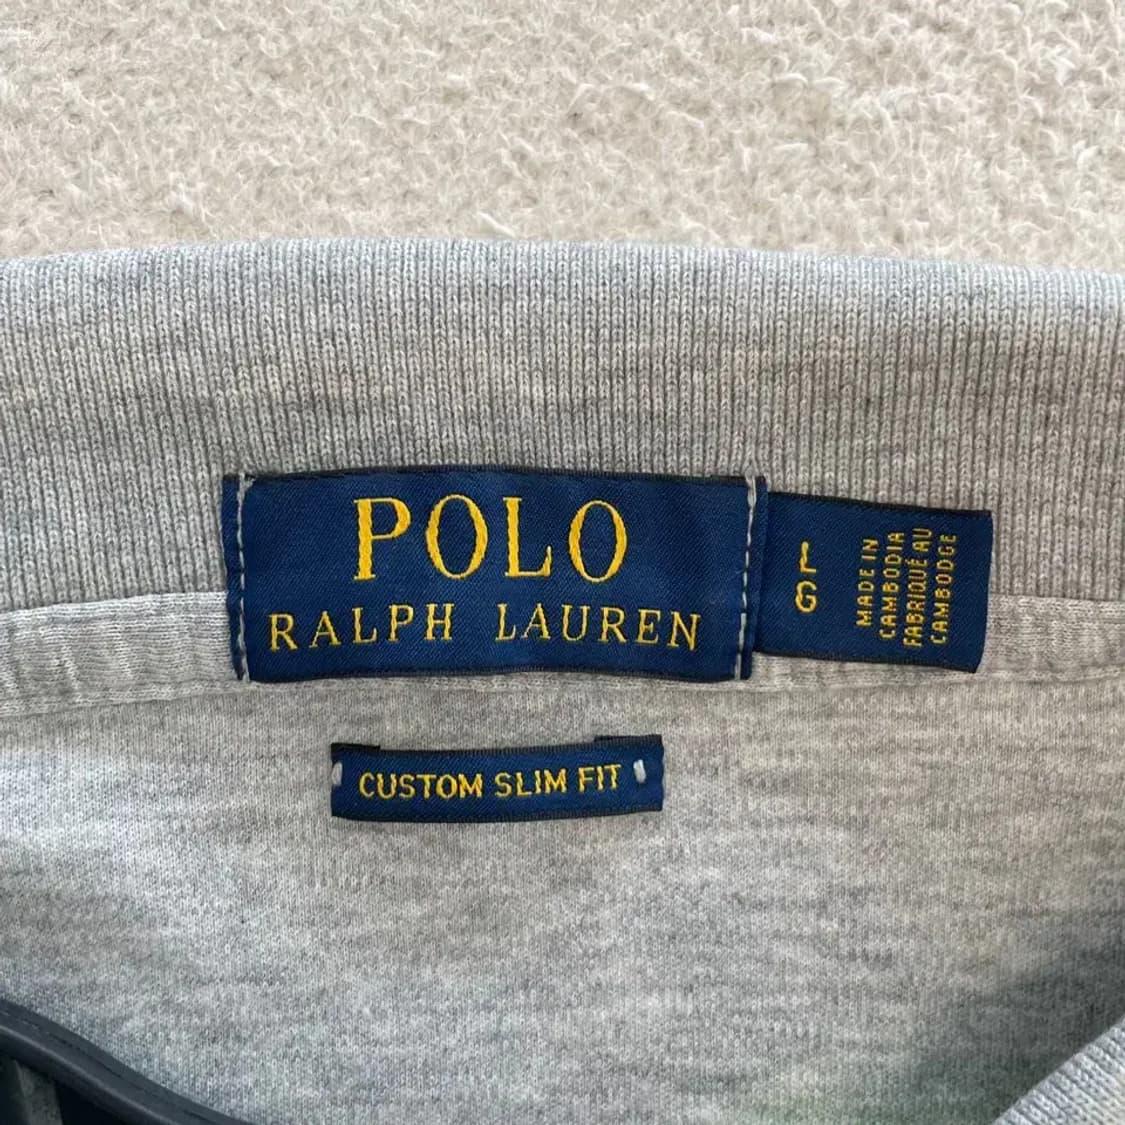 POLO
RALPH LAUREN
L
G
MADE IN
CAMBODIA
FABRIQUÉ AU
CAMBODGE
CUSTOM SLIM FIT